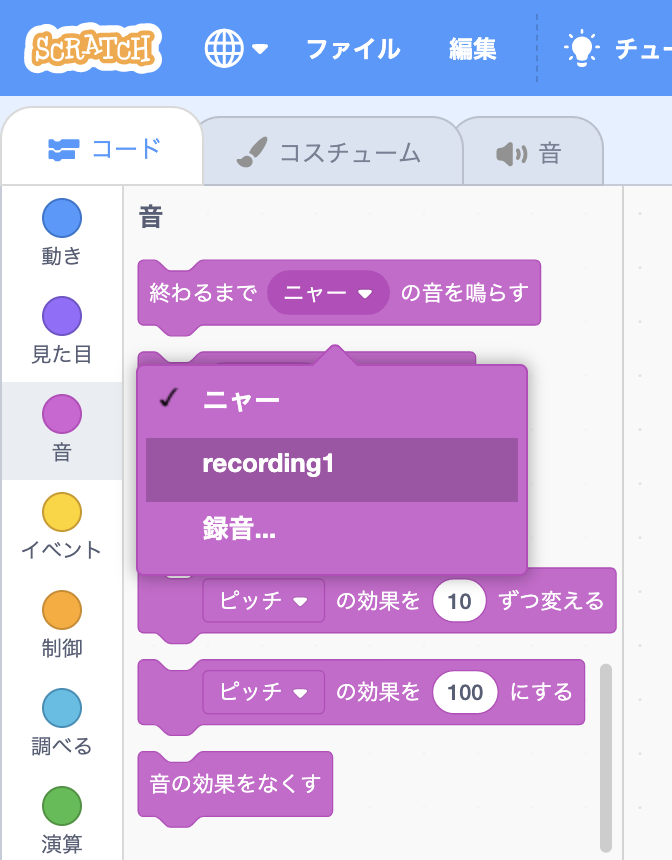 SCRATCH
ファイル
編集
チュー
コード
コスチューム
音
動き
見た目
音
イベント
制御
調べる
演算
音
終わるまで ニャー の音を鳴らす
✓ ニャー
recording1
録音...
ピッチ の効果を 10 ずつ変える
ピッチ の効果を 100 にする
音の効果をなくす